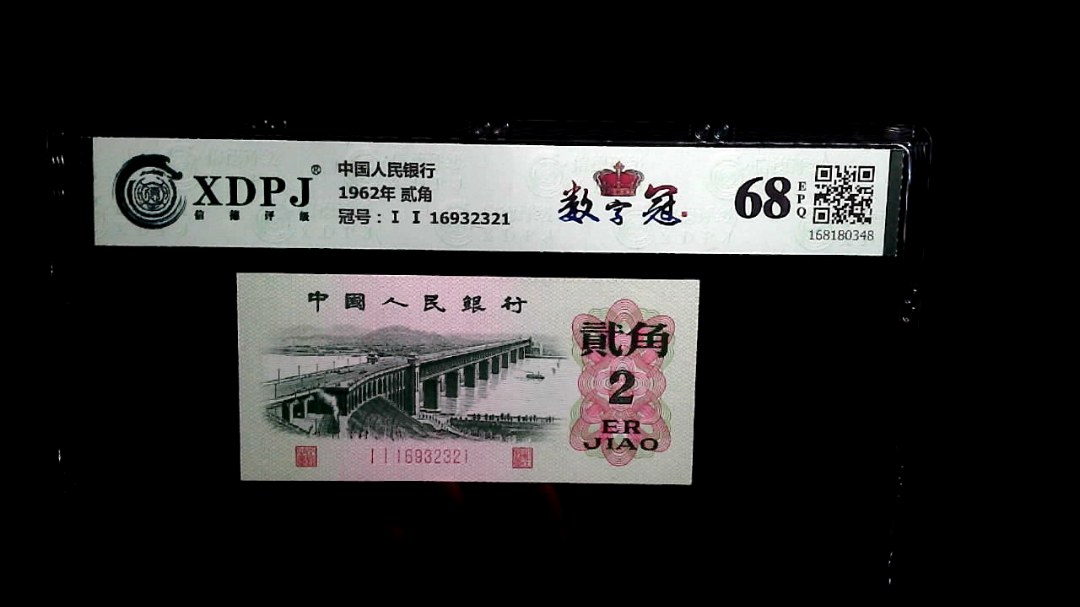 XDPJ®
信德评级
中国人民银行
1962年 贰角
冠号：I I 16932321
数字冠
68
EPQ
168180348
中國人民銀行
貳角
2
ER
JIAO
I I 16932321